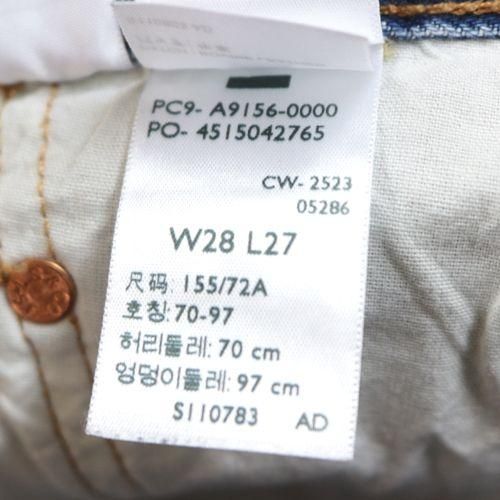 PC9- A9156-0000
PO- 4515042765
CW- 2523
05286
W28 L27
尺码: 155/72A
호칭: 70-97
허리둘레: 70 cm
엉덩이둘레: 97 cm
S110783 AD